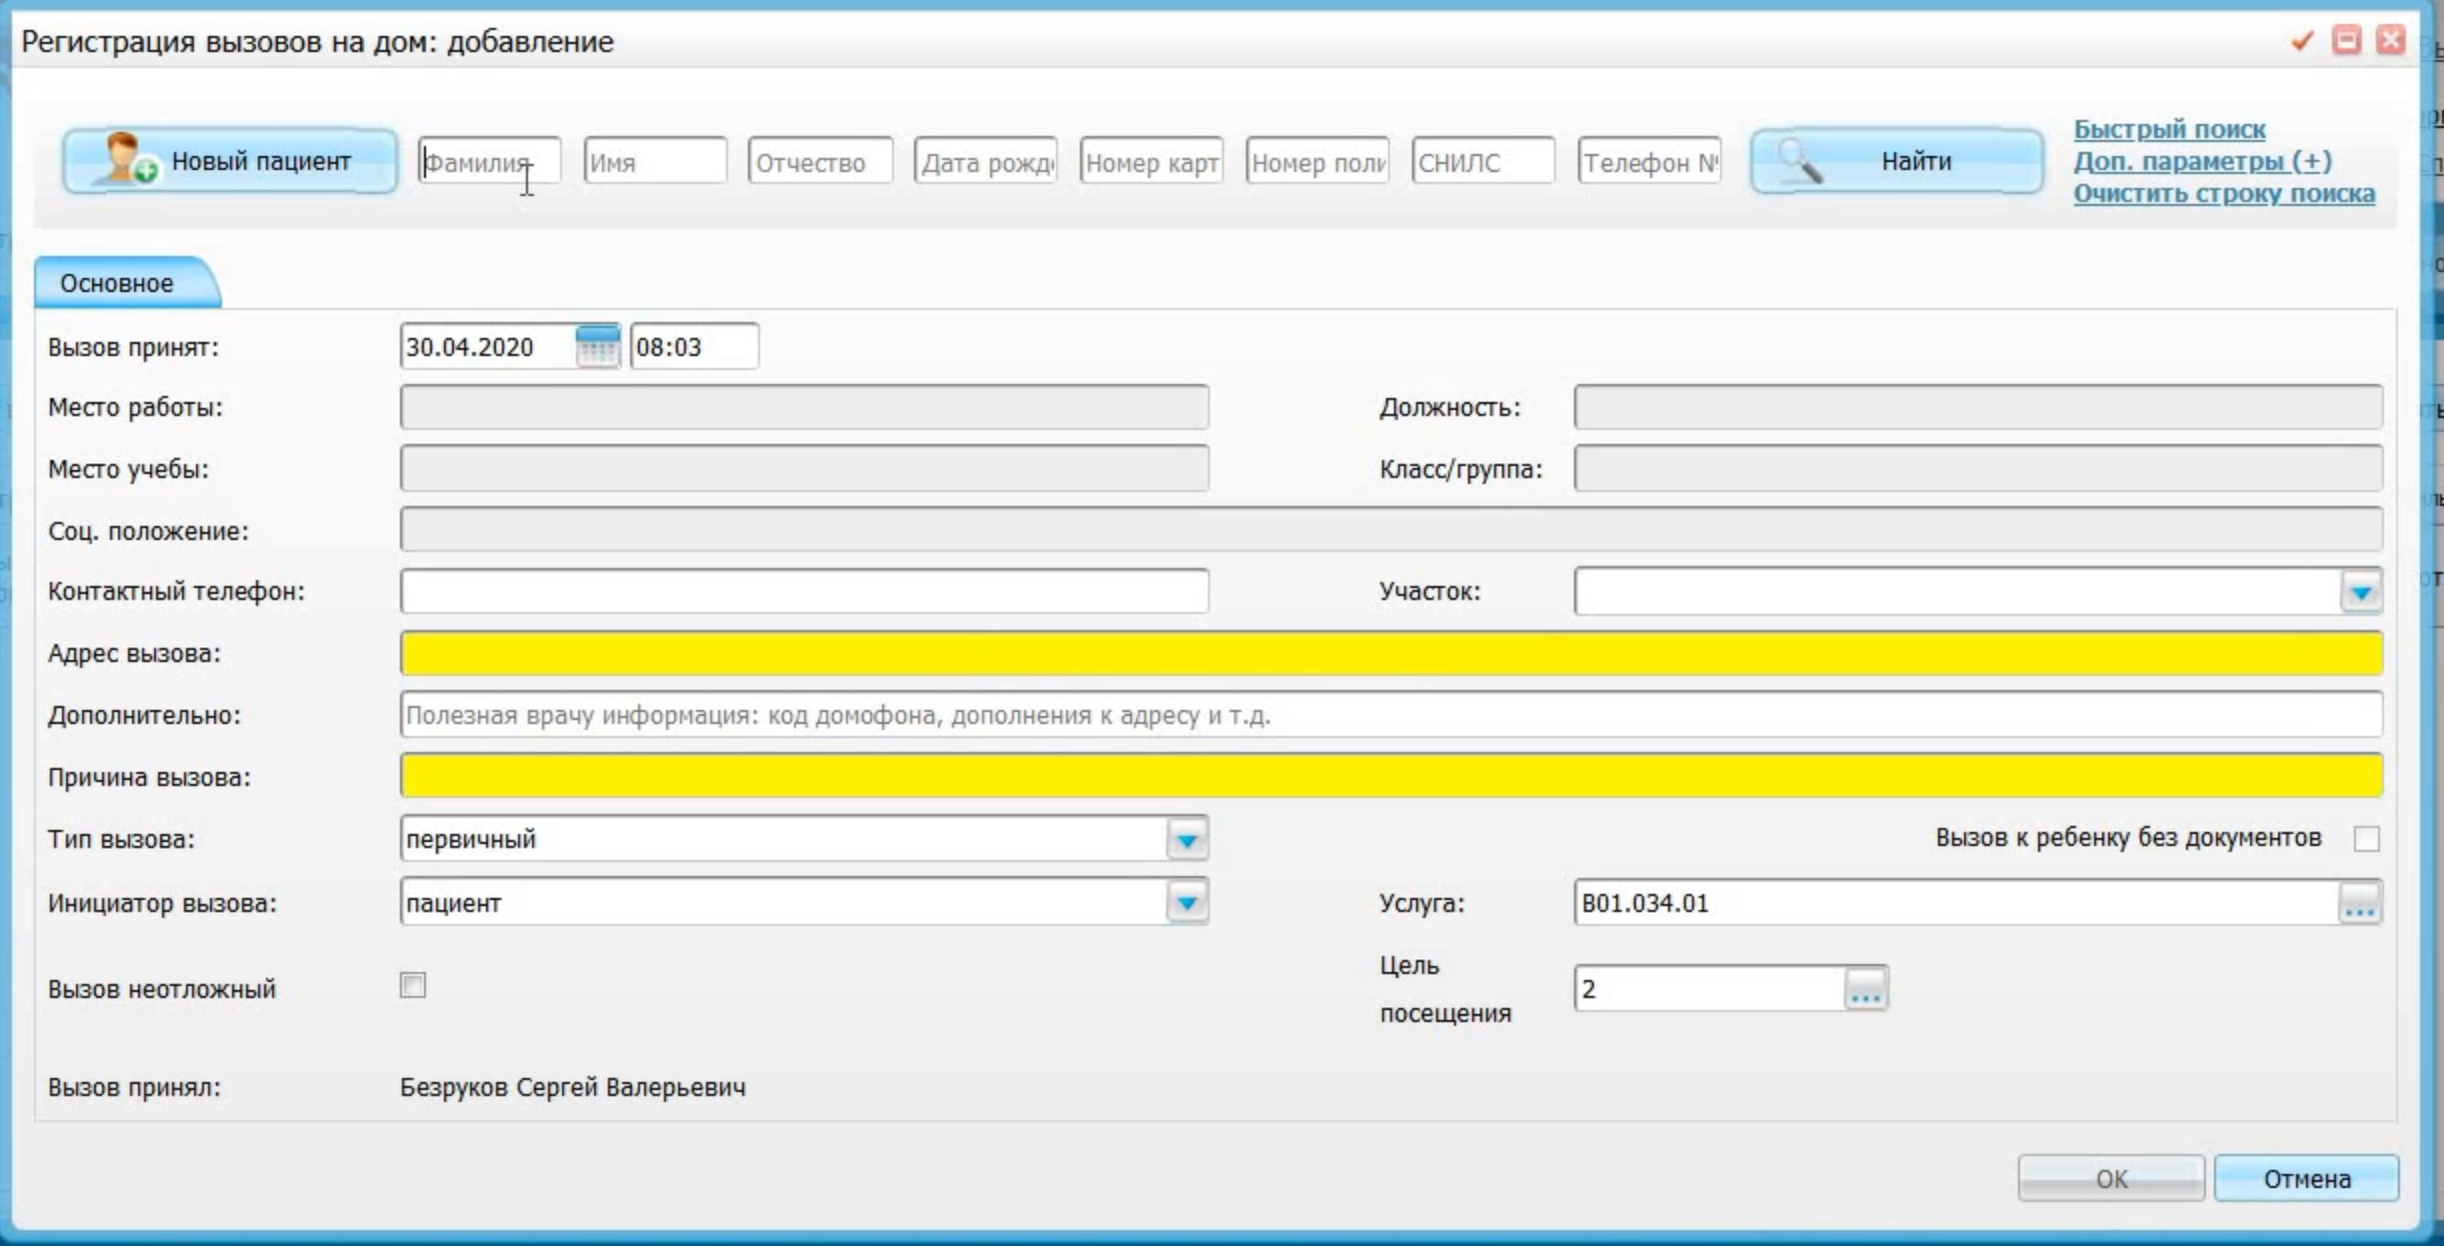 Регистрация вызовов на дом: добавление
Новый пациент
Фамилия
Имя
Отчество
Дата рожд
Номер карт
Номер поли
СНИЛС
Телефон №
Найти
Быстрый поиск
Доп. параметры (+)
Очистить строку поиска
Основное
Вызов принят: 30.04.2020 08:03
Место работы:
Должность:
Место учебы:
Класс/группа:
Соц. положение:
Контактный телефон:
Участок:
Адрес вызова:
Дополнительно: Полезная врачу информация: код домофона, дополнения к адресу и т.д.
Причина вызова:
Тип вызова: первичный
Вызов к ребенку без документов
Инициатор вызова: пациент
Услуга: B01.034.01
Вызов неотложный
Цель
посещения
2
Вызов принял: Безруков Сергей Валерьевич
OK
Отмена